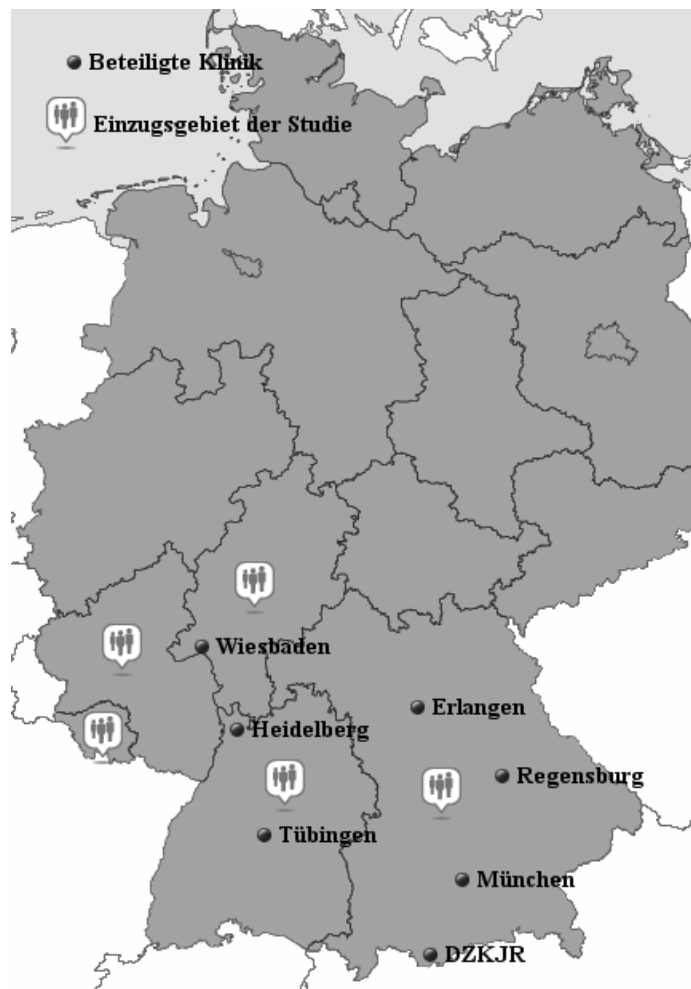 Beteiligte Klinik
Einzugsgebiet der Studie
Wiesbaden
Erlangen
Heidelberg
Regensburg
Tübingen
München
DZKJR